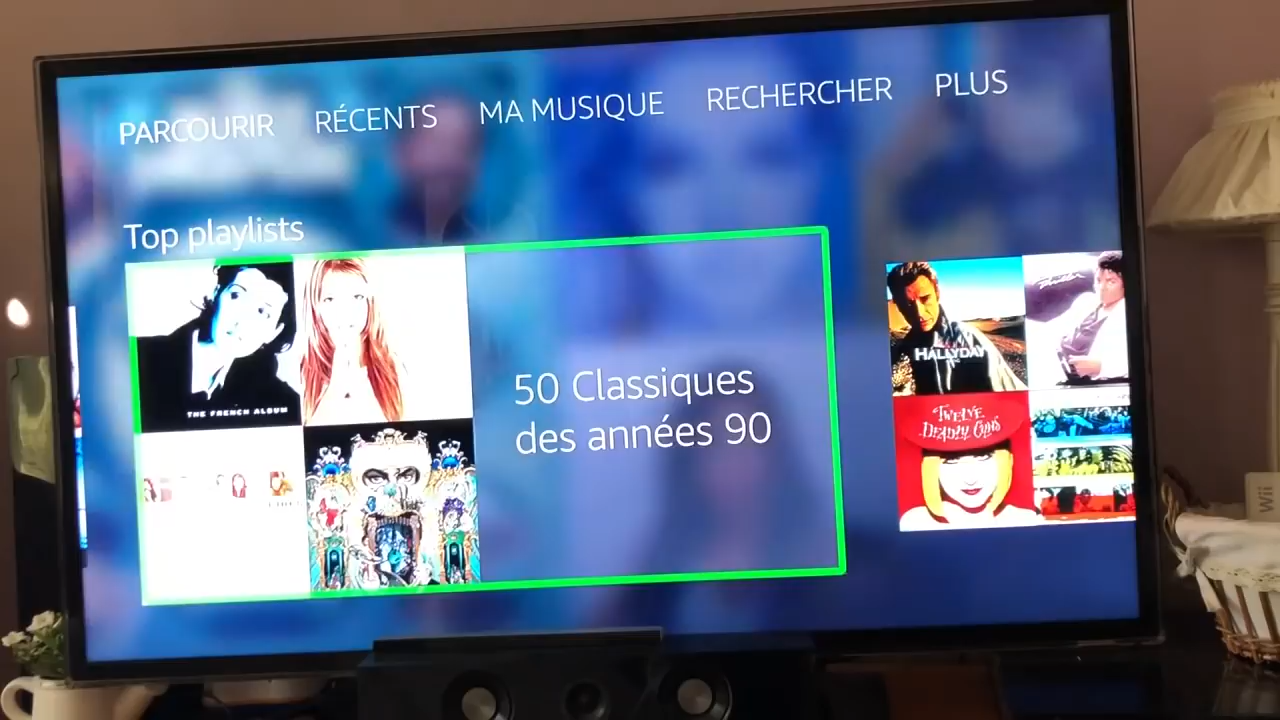 PARCOURIR
RÉCENTS
MA MUSIQUE
RECHERCHER
PLUS
Top playlists
THE FRENCH ALBUM
50 Classiques
des années 90
HALLYDAY
TWELVE
DEADLY CYNS
Wii